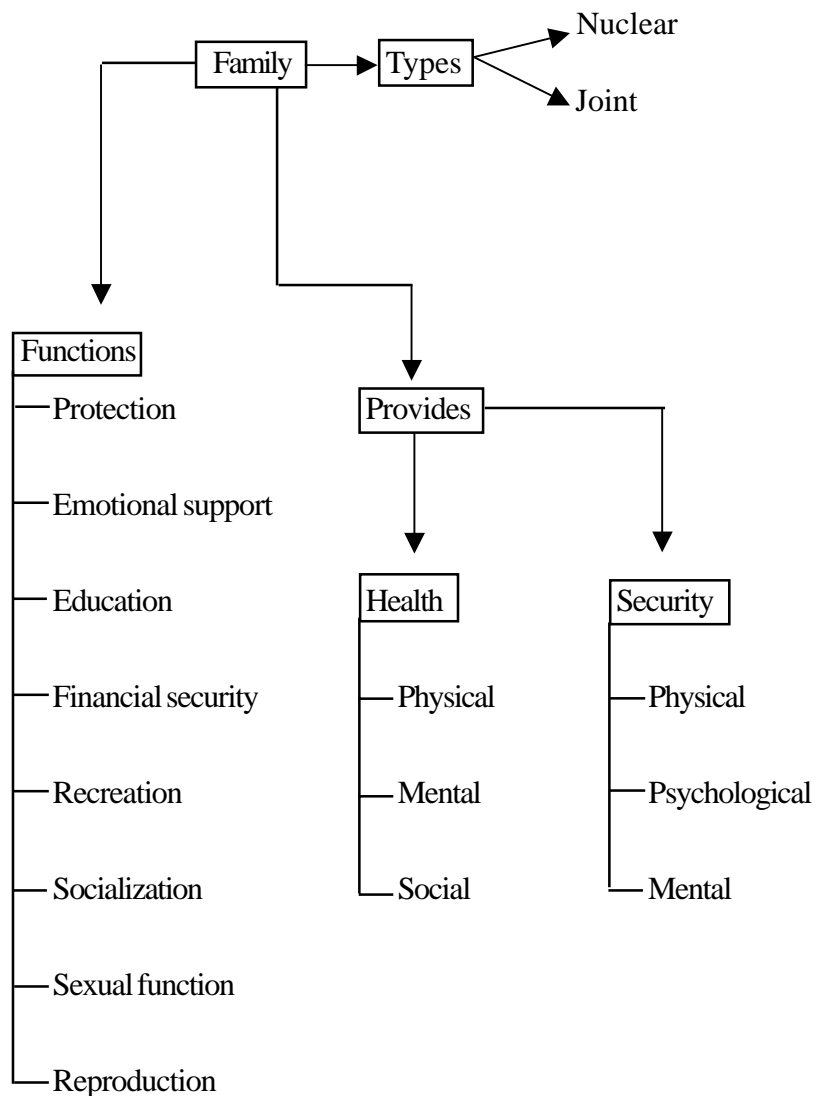 Nuclear
Family
Types
Joint
Functions
Protection
Emotional support
Education
Financial security
Recreation
Socialization
Sexual function
Reproduction
Provides
Health
Physical
Mental
Social
Security
Physical
Psychological
Mental